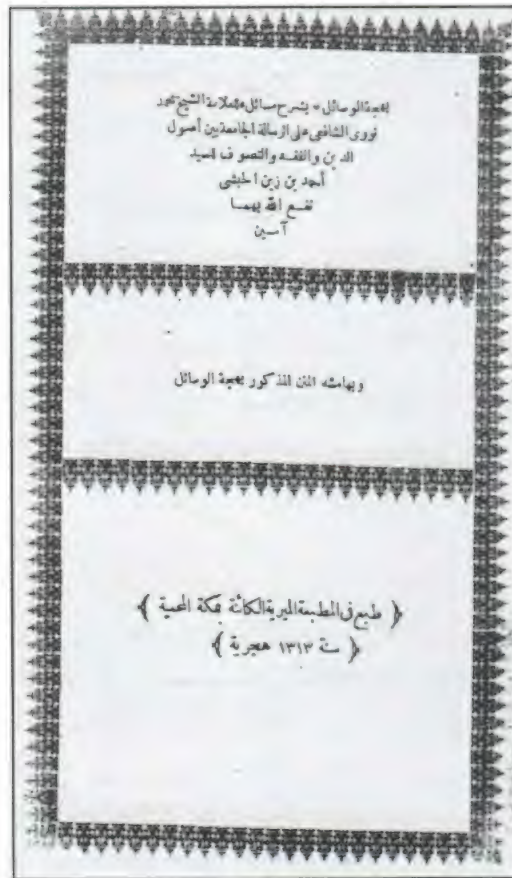 بهجة الوسائل بشرح مسائل للعلامة الشيخ محمد
نووى الشافعى على الرسالة الجامعة بين أصول
الدين والفقه والتصوف للسيد
أحمد بن زين الحبشى
نفع الله بهما
آمين
وبهامشه المتن المذكور بهجة الوسائل
﴿ طبع فى المطبعة الميرية الكائنة بمكة المحمية ﴾
﴿ سنة ١٣١٣ هجرية ﴾